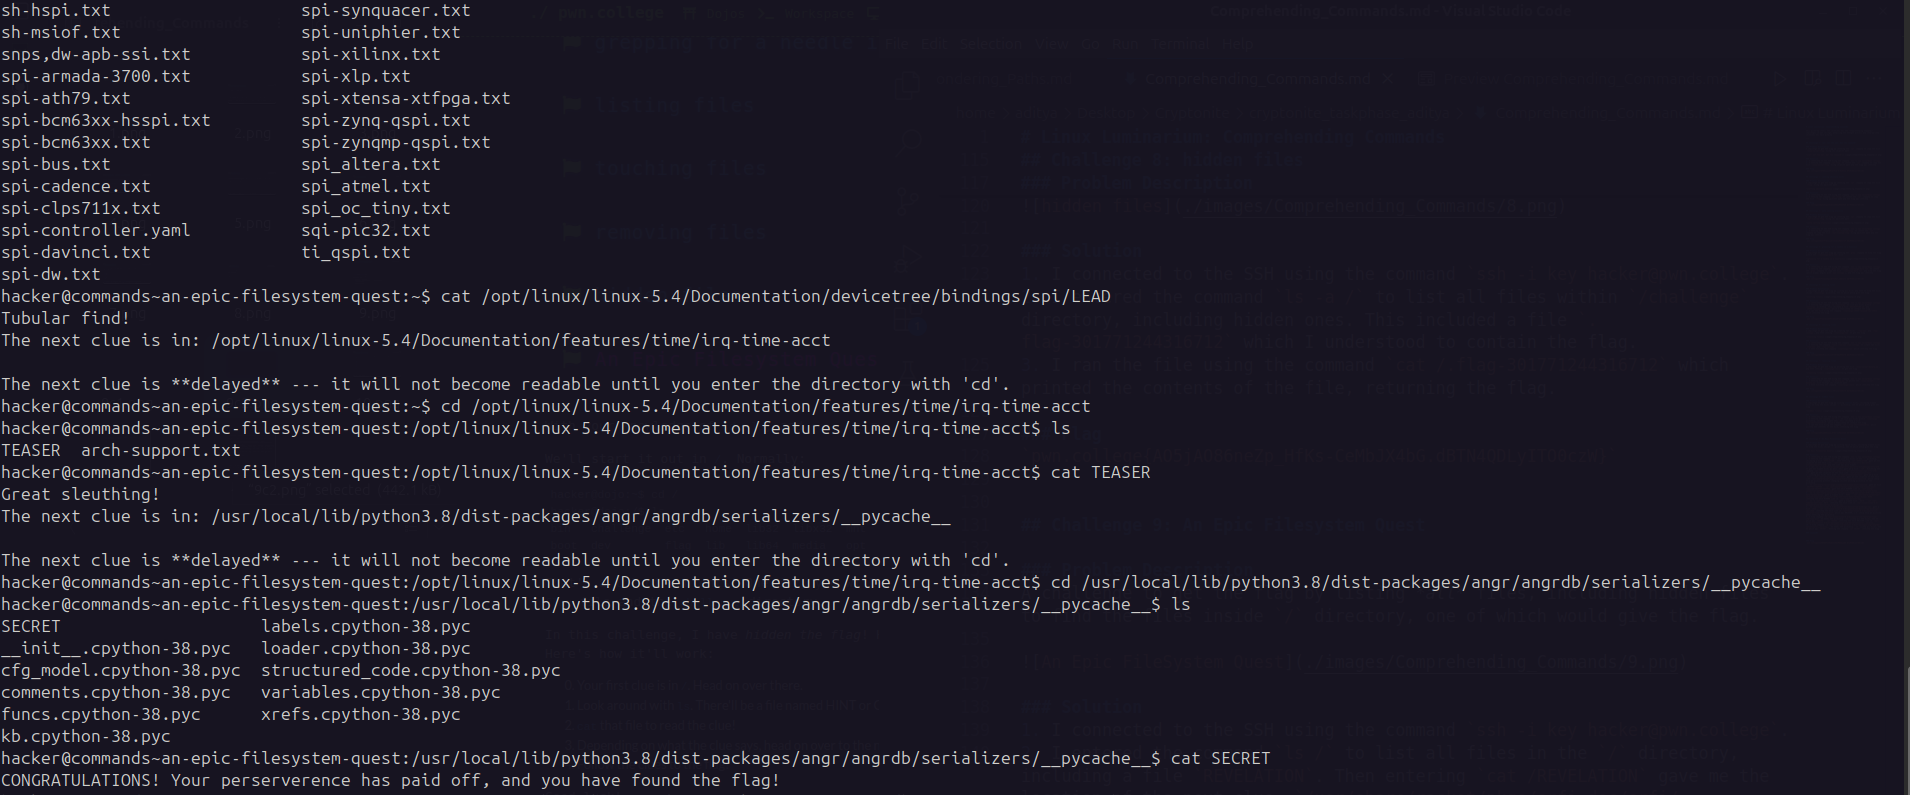 sh-hspi.txt                   spi-synquacer.txt
sh-msiof.txt                  spi-uniphier.txt
snps,dw-apb-ssi.txt           spi-xilinx.txt
spi-armada-3700.txt           spi-xlp.txt
spi-ath79.txt                 spi-xtensa-xtfpga.txt
spi-bcm63xx-hsspi.txt         spi-zynq-qspi.txt
spi-bcm63xx.txt               spi-zynqmp-qspi.txt
spi-bus.txt                   spi_altera.txt
spi-cadence.txt               spi_atmel.txt
spi-clps711x.txt              spi_oc_tiny.txt
spi-controller.yaml           sqi-pic32.txt
spi-davinci.txt               ti_qspi.txt
spi-dw.txt
hacker@commands~an-epic-filesystem-quest:~$ cat /opt/linux/linux-5.4/Documentation/devicetree/bindings/spi/LEAD
Tubular find!
The next clue is in: /opt/linux/linux-5.4/Documentation/features/time/irq-time-acct

The next clue is **delayed** --- it will not become readable until you enter the directory with 'cd'.
hacker@commands~an-epic-filesystem-quest:~$ cd /opt/linux/linux-5.4/Documentation/features/time/irq-time-acct
hacker@commands~an-epic-filesystem-quest:/opt/linux/linux-5.4/Documentation/features/time/irq-time-acct$ ls
TEASER  arch-support.txt
hacker@commands~an-epic-filesystem-quest:/opt/linux/linux-5.4/Documentation/features/time/irq-time-acct$ cat TEASER
Great sleuthing!
The next clue is in: /usr/local/lib/python3.8/dist-packages/angr/angrdb/serializers/__pycache__

The next clue is **delayed** --- it will not become readable until you enter the directory with 'cd'.
hacker@commands~an-epic-filesystem-quest:/opt/linux/linux-5.4/Documentation/features/time/irq-time-acct$ cd /usr/local/lib/python3.8/dist-packages/angr/angrdb/serializers/__pycache__
hacker@commands~an-epic-filesystem-quest:/usr/local/lib/python3.8/dist-packages/angr/angrdb/serializers/__pycache__$ ls
SECRET                    labels.cpython-38.pyc
__init__.cpython-38.pyc   loader.cpython-38.pyc
cfg_model.cpython-38.pyc  structured_code.cpython-38.pyc
comments.cpython-38.pyc   variables.cpython-38.pyc
funcs.cpython-38.pyc      xrefs.cpython-38.pyc
kb.cpython-38.pyc
hacker@commands~an-epic-filesystem-quest:/usr/local/lib/python3.8/dist-packages/angr/angrdb/serializers/__pycache__$ cat SECRET
CONGRATULATIONS! Your perserverence has paid off, and you have found the flag!